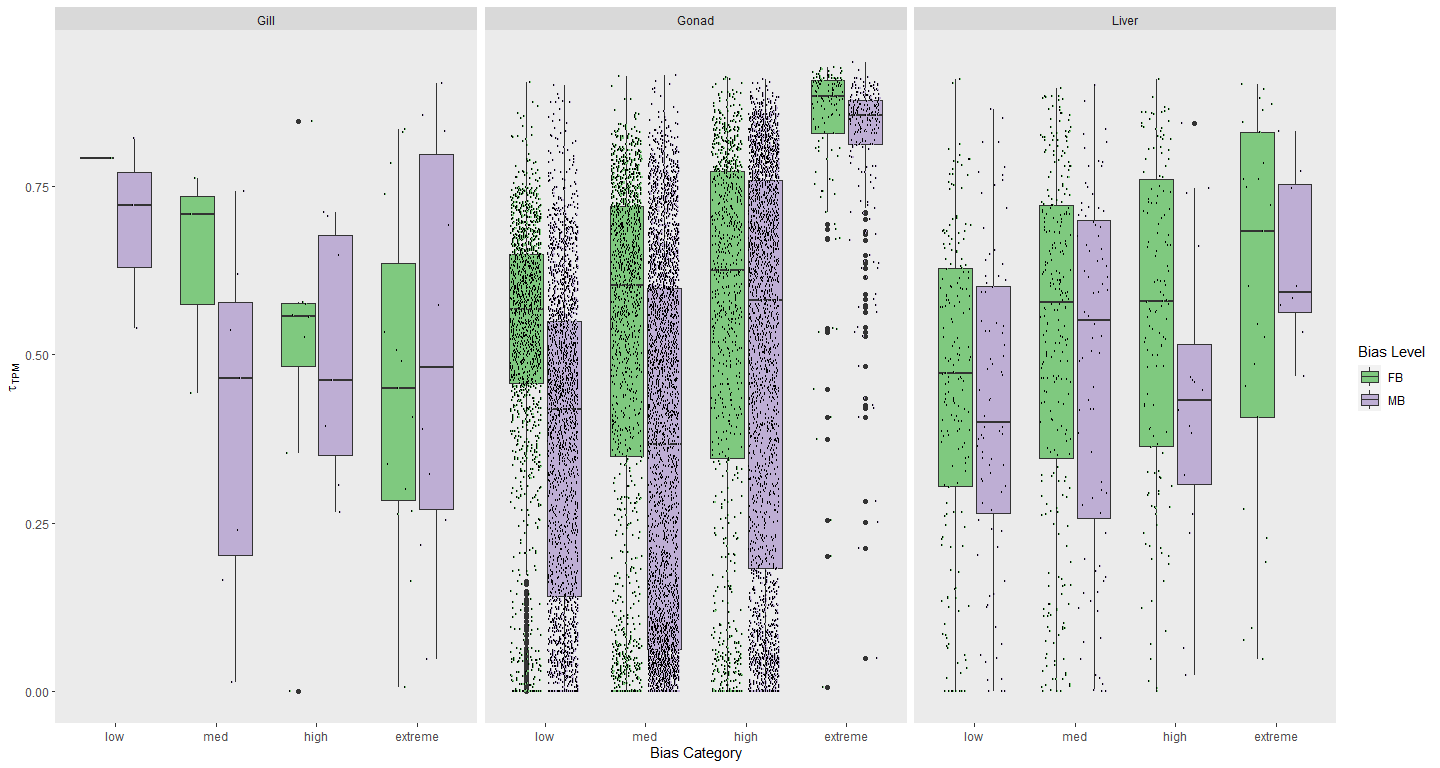 Gill Gonad Liver
0.75
0.50
0.25
0.00
τTPM
low med high extreme low med high extreme low med high extreme
Bias Category
Bias Level
FB
MB